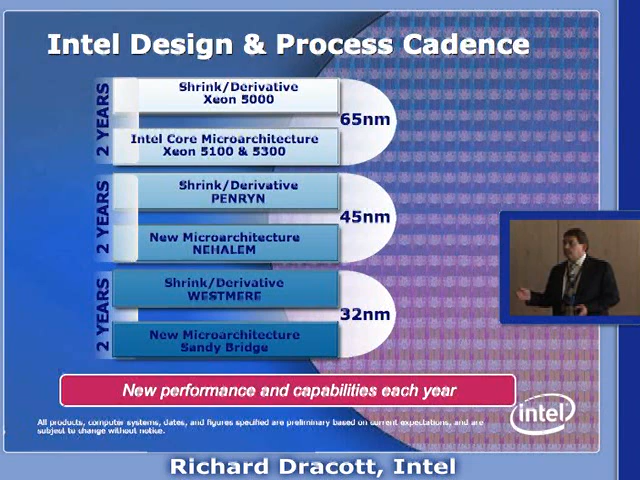 Intel Design & Process Cadence
2 YEARS
Shrink/Derivative
Xeon 5000
Intel Core Microarchitecture
Xeon 5100 & 5300
65nm
2 YEARS
Shrink/Derivative
PENRYN
New Microarchitecture
NEHALEM
45nm
2 YEARS
Shrink/Derivative
WESTMERE
New Microarchitecture
Sandy Bridge
32nm
New performance and capabilities each year
All products, computer systems, dates, and figures specified are preliminary based on current expectations, and are
subject to change without notice.
intel
Richard Dracott, Intel